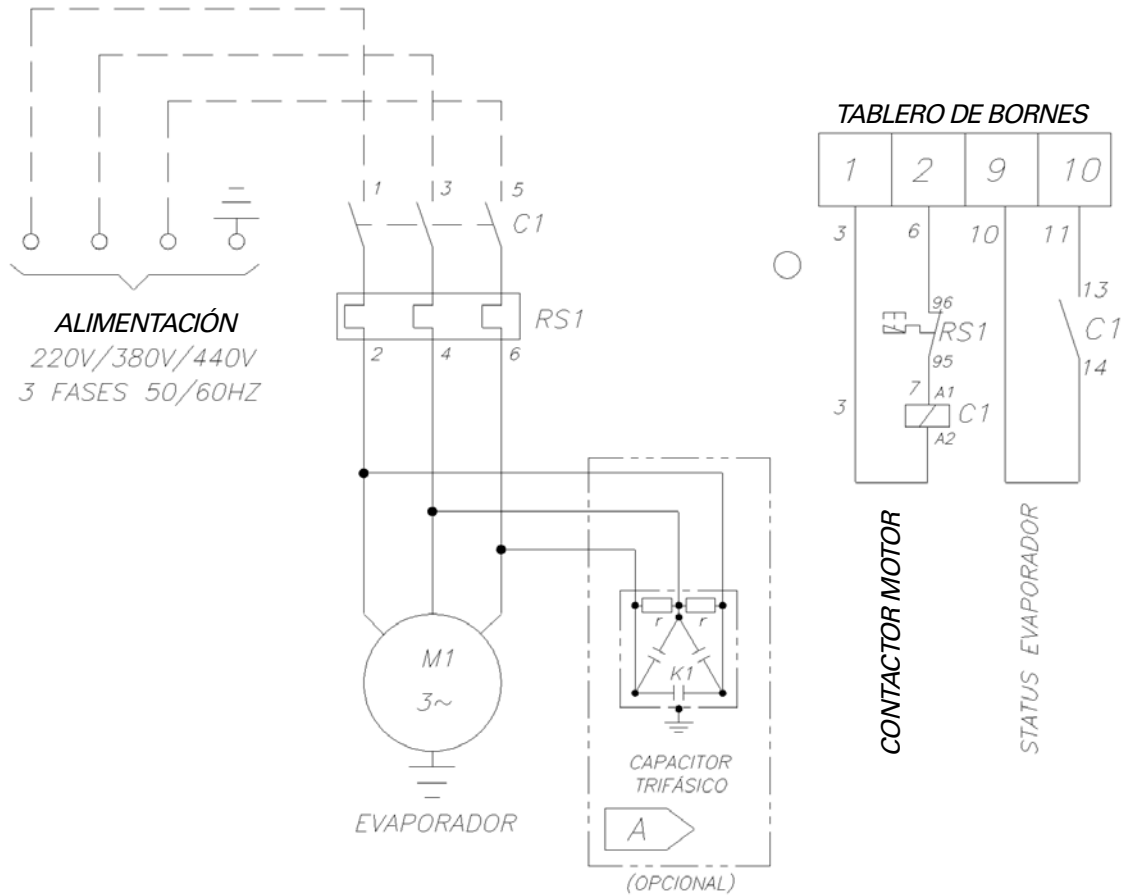 1 3 5
C1
ALIMENTACIÓN
220V/380V/440V
3 FASES 50/60HZ
RS1
2 4 6
M1
3~
EVAPORADOR
r r
K1
CAPACITOR
TRIFÁSICO
A
(OPCIONAL)
TABLERO DE BORNES
1 2 9 10
3 6 10 11
96
RS1
95
7 A1
C1
A2
3
13
C1
14
CONTACTOR MOTOR
STATUS EVAPORADOR